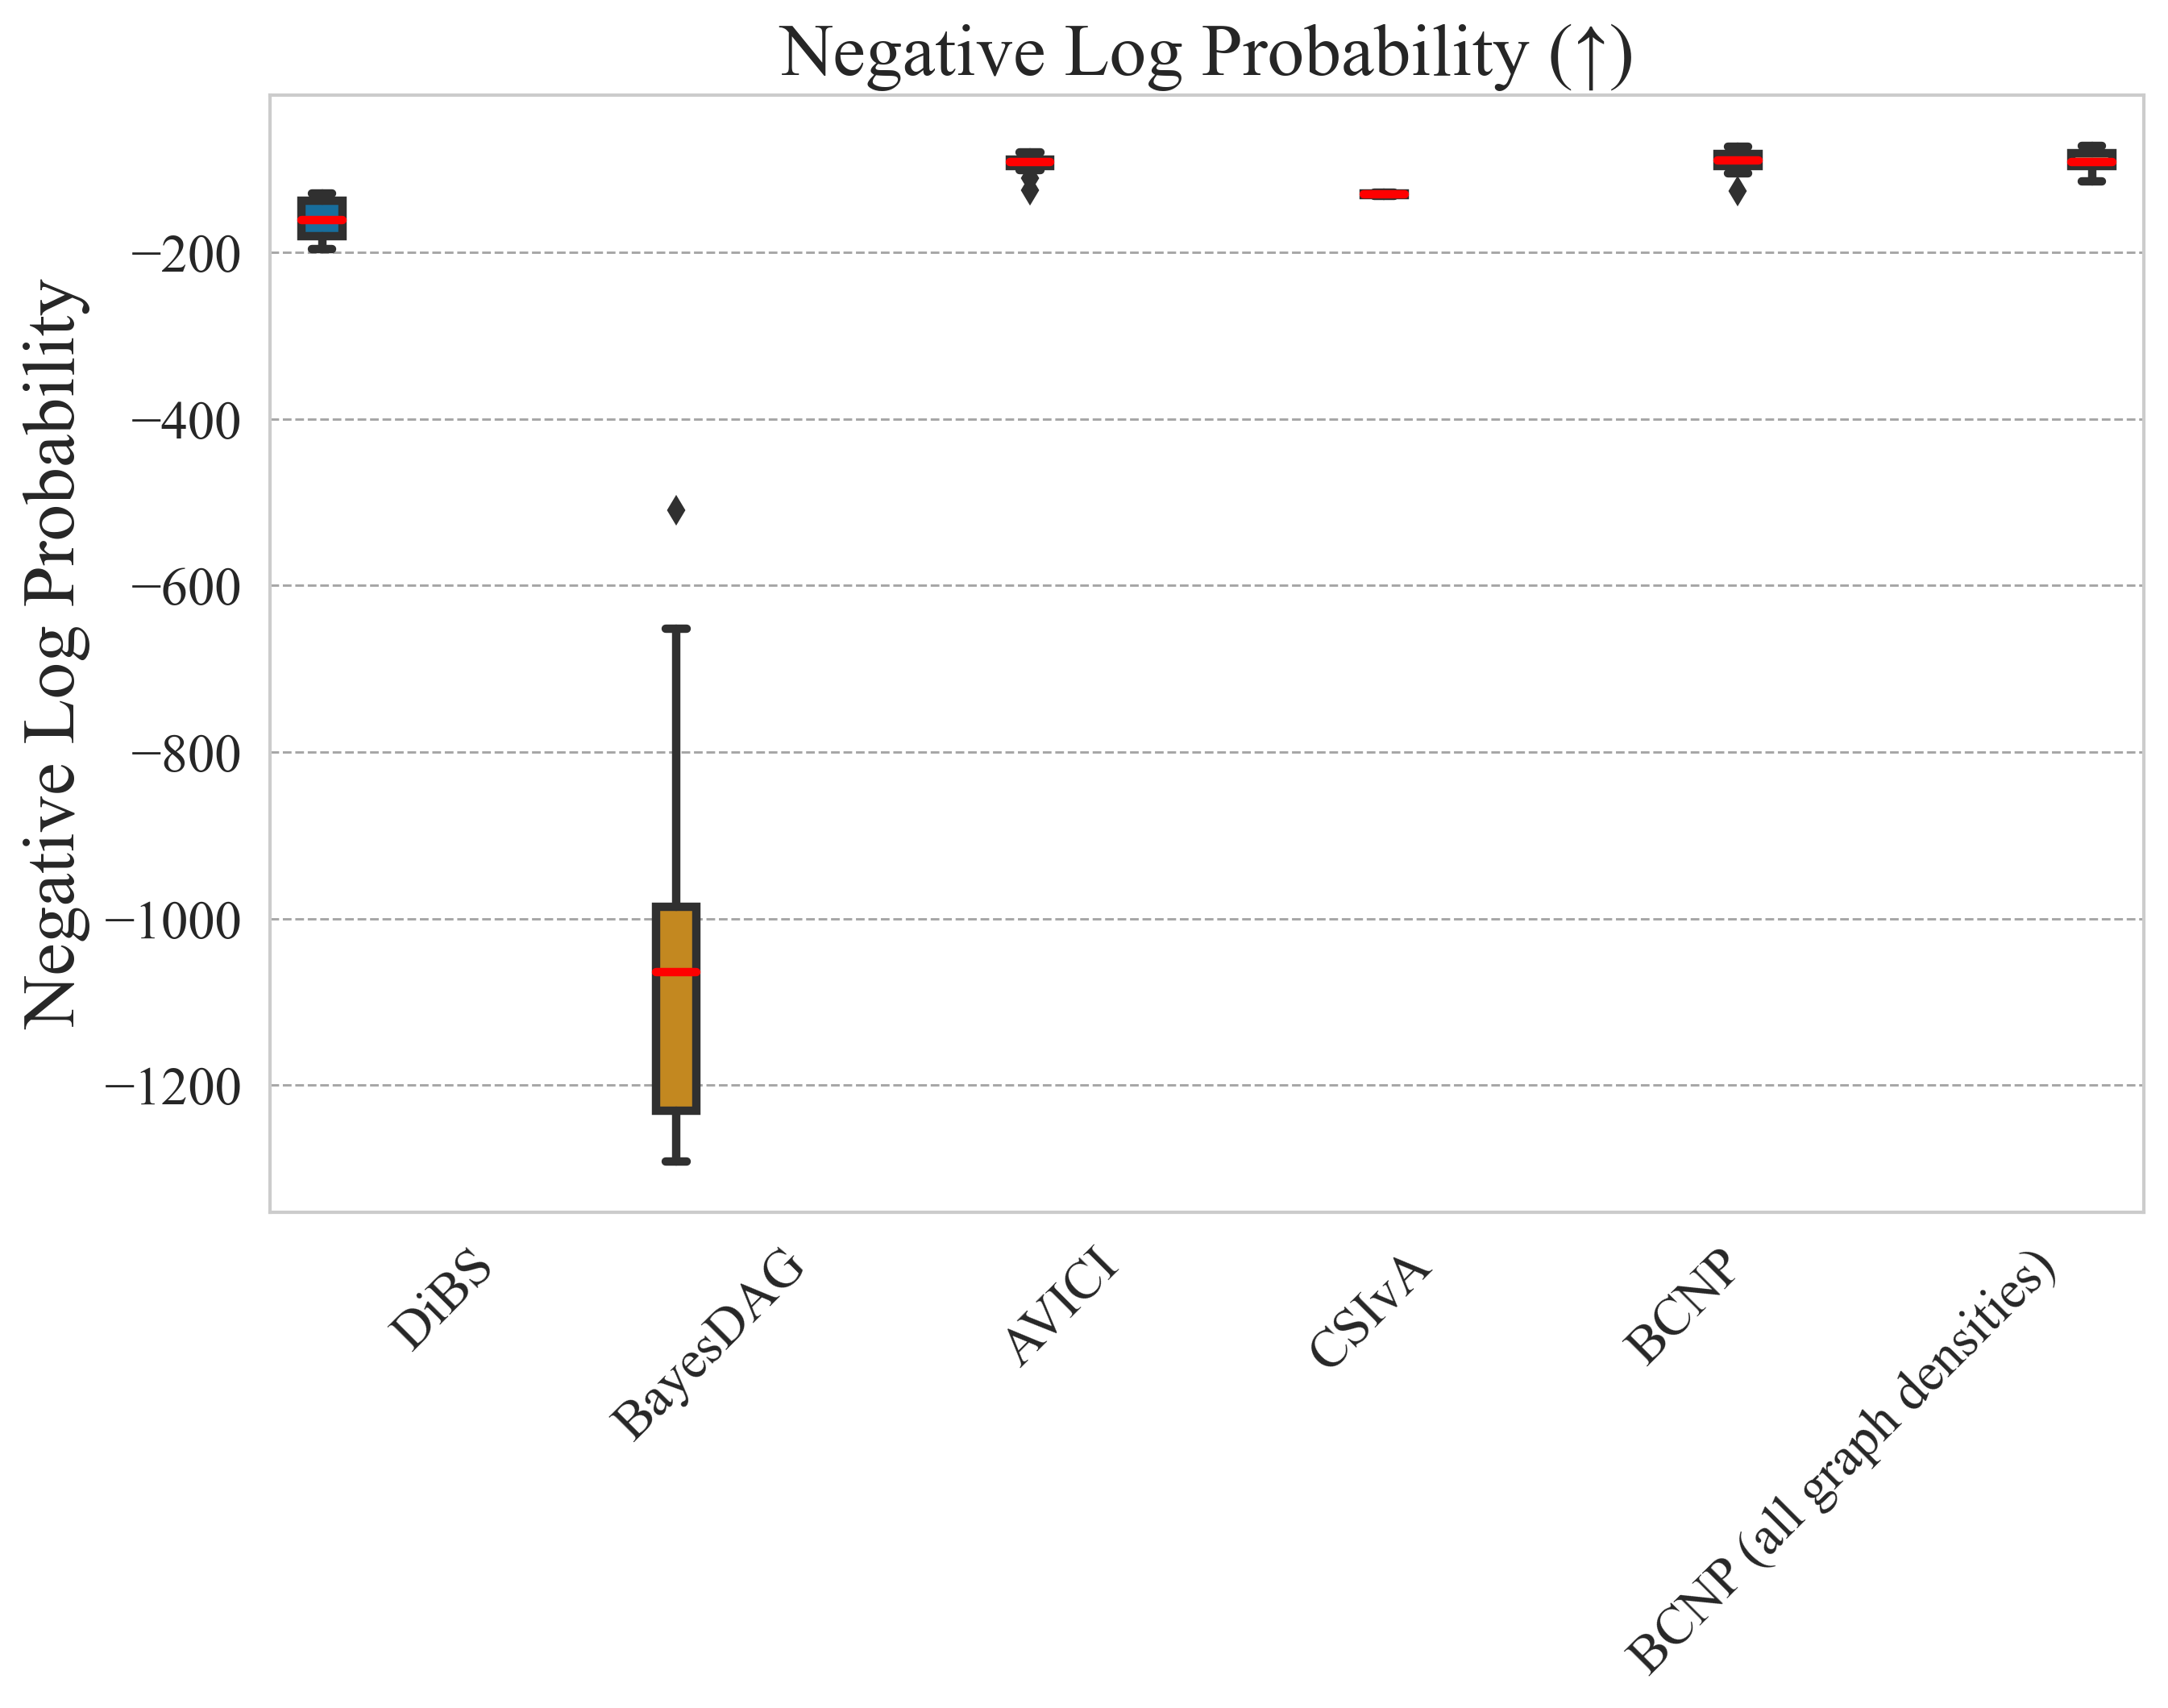 Negative Log Probability (↑)
Negative Log Probability
−200
−400
−600
−800
−1000
−1200
DiBS
BayesDAG
AVICI
CSIvA
BCNP
BCNP (all graph densities)